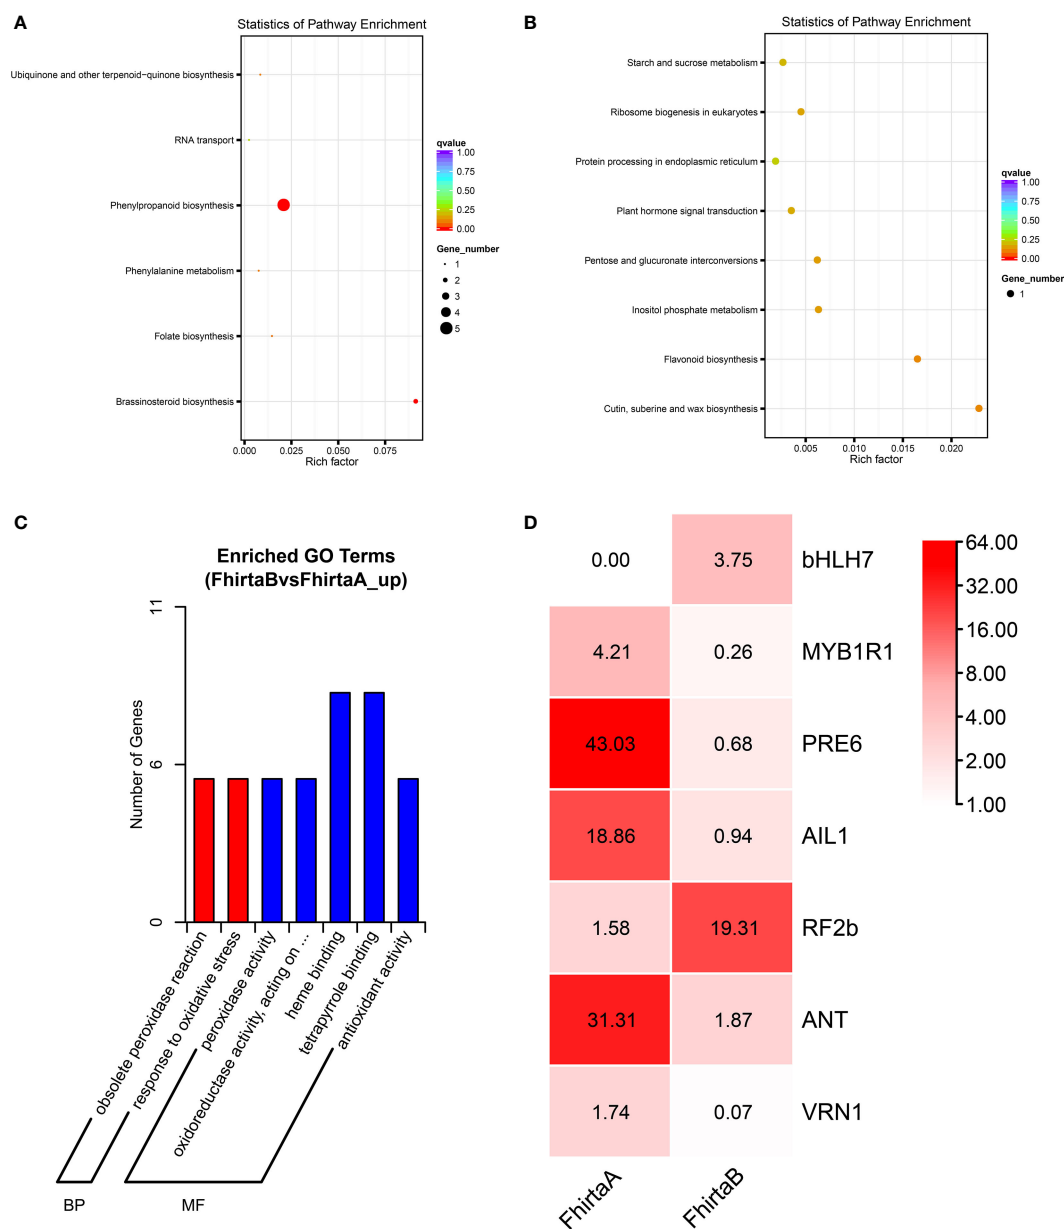 A
Statistics of Pathway Enrichment
Ubiquinone and other terpenoid−quinone biosynthesis
RNA transport
Phenylpropanoid biosynthesis
Phenylalanine metabolism
Folate biosynthesis
Brassinosteroid biosynthesis
0.000 0.025 0.050 0.075
Rich factor
qvalue
1.00
0.75
0.50
0.25
0.00
Gene_number
1
2
3
4
5
B
Statistics of Pathway Enrichment
Starch and sucrose metabolism
Ribosome biogenesis in eukaryotes
Protein processing in endoplasmic reticulum
Plant hormone signal transduction
Pentose and glucuronate interconversions
Inositol phosphate metabolism
Flavonoid biosynthesis
Cutin, suberine and wax biosynthesis
0.005 0.010 0.015 0.020
Rich factor
qvalue
1.00
0.75
0.50
0.25
0.00
Gene_number
1
C
Enriched GO Terms
(FhirtaBvsFhirtaA_up)
Number of Genes
11
6
0
obsolete peroxidase reaction
response to oxidative stress
peroxidase activity
oxidoreductase activity, acting on ...
heme binding
tetrapyrrole binding
antioxidant activity
BP
MF
D
0.00 3.75 bHLH7
4.21 0.26 MYB1R1
43.03 0.68 PRE6
18.86 0.94 AIL1
1.58 19.31 RF2b
31.31 1.87 ANT
1.74 0.07 VRN1
FhirtaA FhirtaB
64.00
32.00
16.00
8.00
4.00
2.00
1.00